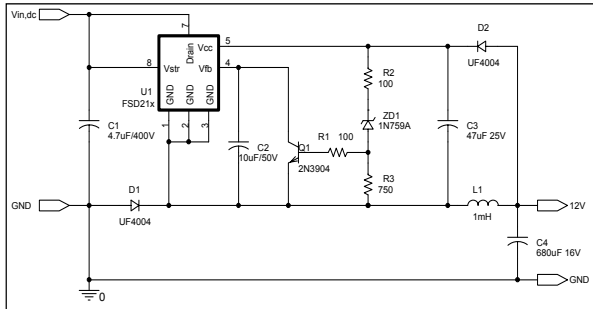 Vin,dc
7
Drain
Vcc
5
D2
UF4004
8
Vstr
Vfb
4
U1
FSD21x
GND
GND
GND
1
2
3
R2
100
ZD1
1N759A
C1
4.7uF/400V
C2
10uF/50V
R1
100
Q1
2N3904
C3
47uF 25V
R3
750
GND
D1
UF4004
L1
1mH
12V
C4
680uF 16V
GND
0